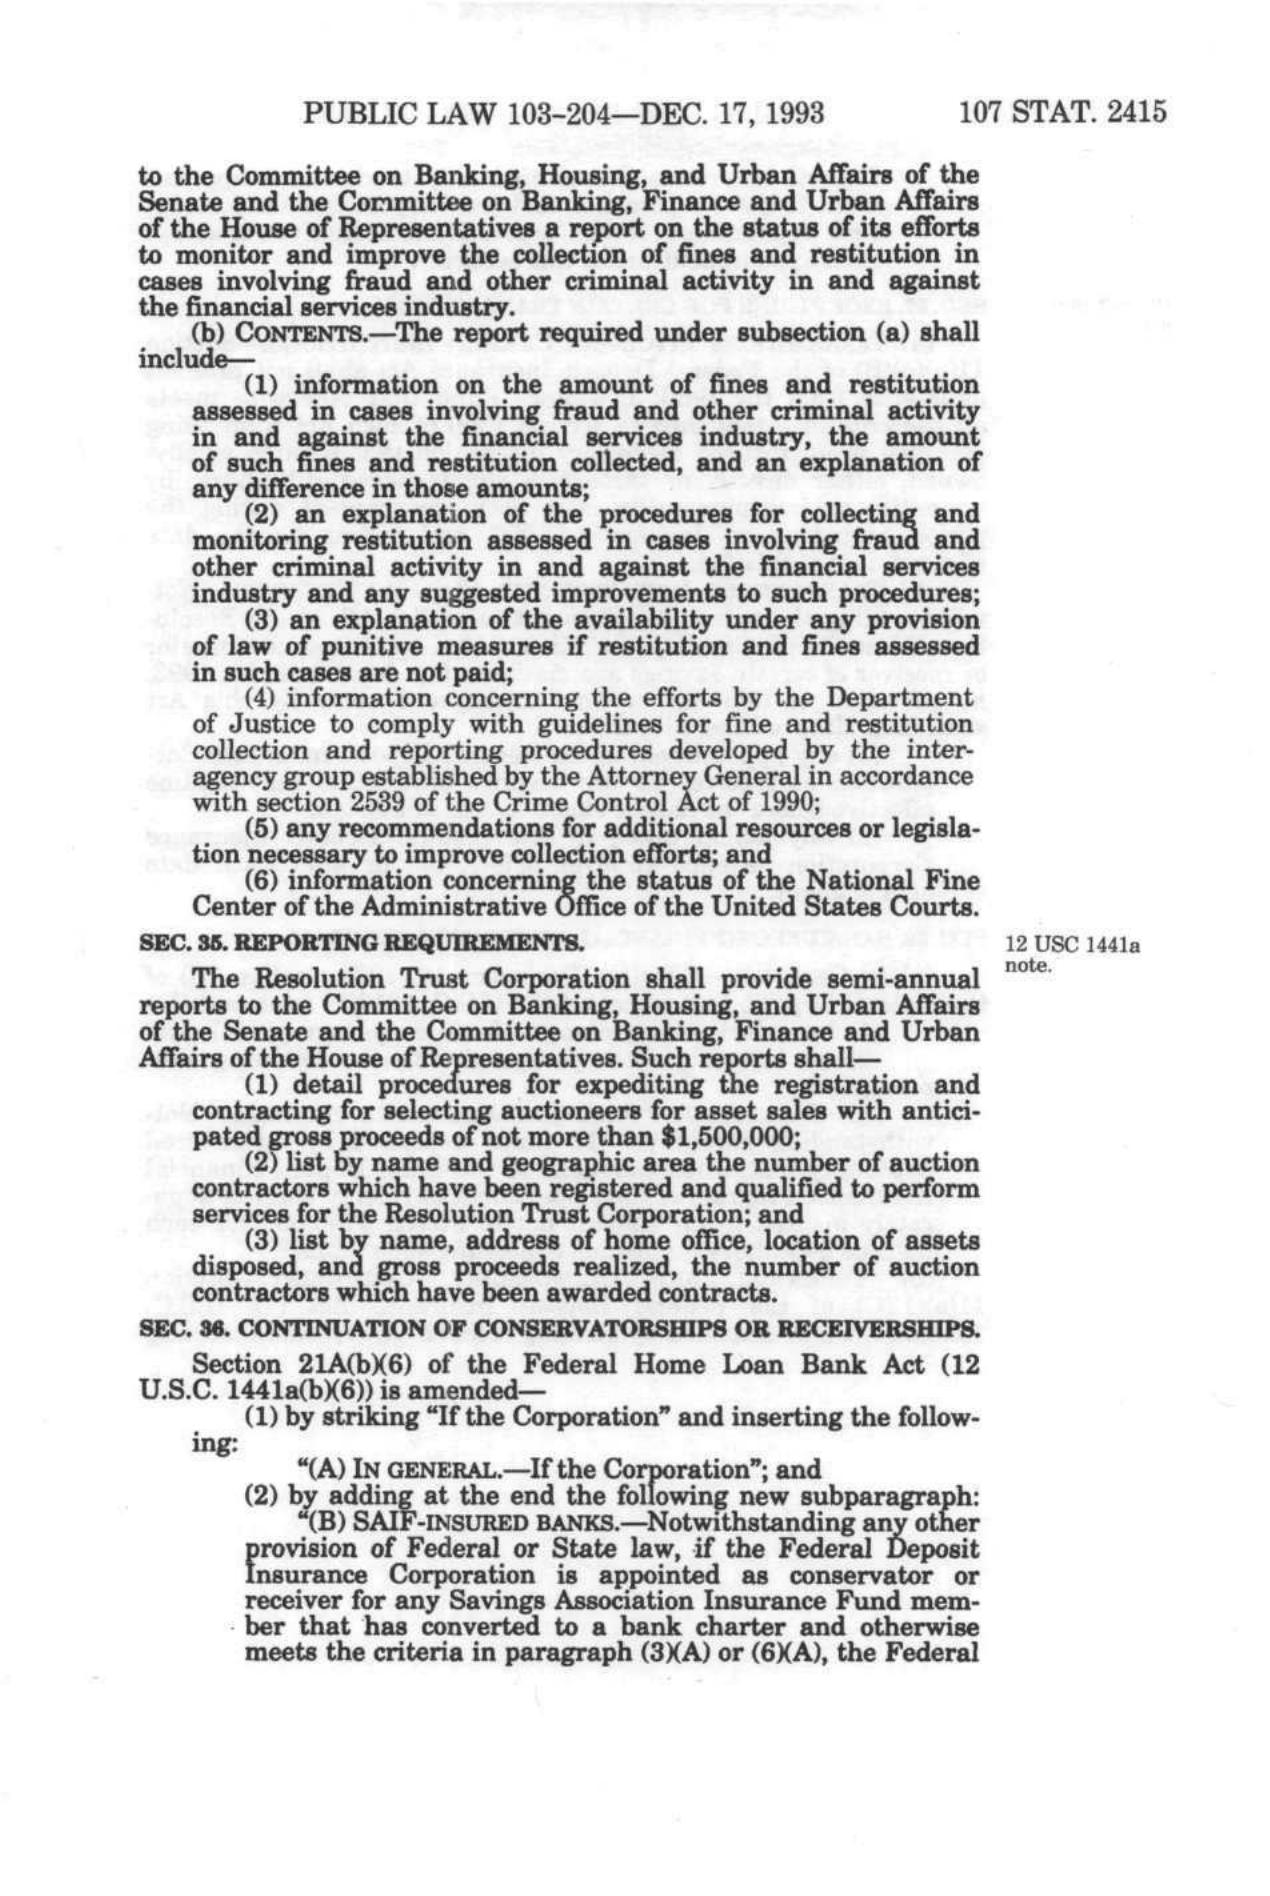 PUBLIC LAW 103–204—DEC. 17, 1993 107 STAT. 2415
to the Committee on Banking, Housing, and Urban Affairs of the
Senate and the Committee on Banking, Finance and Urban Affairs
of the House of Representatives a report on the status of its efforts
to monitor and improve the collection of fines and restitution in
cases involving fraud and other criminal activity in and against
the financial services industry.
(b) CONTENTS.—The report required under subsection (a) shall
include—
(1) information on the amount of fines and restitution
assessed in cases involving fraud and other criminal activity
in and against the financial services industry, the amount
of such fines and restitution collected, and an explanation of
any difference in those amounts;
(2) an explanation of the procedures for collecting and
monitoring restitution assessed in cases involving fraud and
other criminal activity in and against the financial services
industry and any suggested improvements to such procedures;
(3) an explanation of the availability under any provision
of law of punitive measures if restitution and fines assessed
in such cases are not paid;
(4) information concerning the efforts by the Department
of Justice to comply with guidelines for fine and restitution
collection and reporting procedures developed by the inter-
agency group established by the Attorney General in accordance
with section 2539 of the Crime Control Act of 1990;
(5) any recommendations for additional resources or legisla-
tion necessary to improve collection efforts; and
(6) information concerning the status of the National Fine
Center of the Administrative Office of the United States Courts.
SEC. 35. REPORTING REQUIREMENTS.
12 USC 1441a
note.
The Resolution Trust Corporation shall provide semi-annual
reports to the Committee on Banking, Housing, and Urban Affairs
of the Senate and the Committee on Banking, Finance and Urban
Affairs of the House of Representatives. Such reports shall—
(1) detail procedures for expediting the registration and
contracting for selecting auctioneers for asset sales with antici-
pated gross proceeds of not more than $1,500,000;
(2) list by name and geographic area the number of auction
contractors which have been registered and qualified to perform
services for the Resolution Trust Corporation; and
(3) list by name, address of home office, location of assets
disposed, and gross proceeds realized, the number of auction
contractors which have been awarded contracts.
SEC. 36. CONTINUATION OF CONSERVATORSHIPS OR RECEIVERSHIPS.
Section 21A(b)(6) of the Federal Home Loan Bank Act (12
U.S.C. 1441a(b)(6)) is amended—
(1) by striking “If the Corporation” and inserting the follow-
ing:
“(A) IN GENERAL.—If the Corporation”; and
(2) by adding at the end the following new subparagraph:
“(B) SAIF-INSURED BANKS.—Notwithstanding any other
provision of Federal or State law, if the Federal Deposit
Insurance Corporation is appointed as conservator or
receiver for any Savings Association Insurance Fund mem-
ber that has converted to a bank charter and otherwise
meets the criteria in paragraph (3)(A) or (6)(A), the Federal